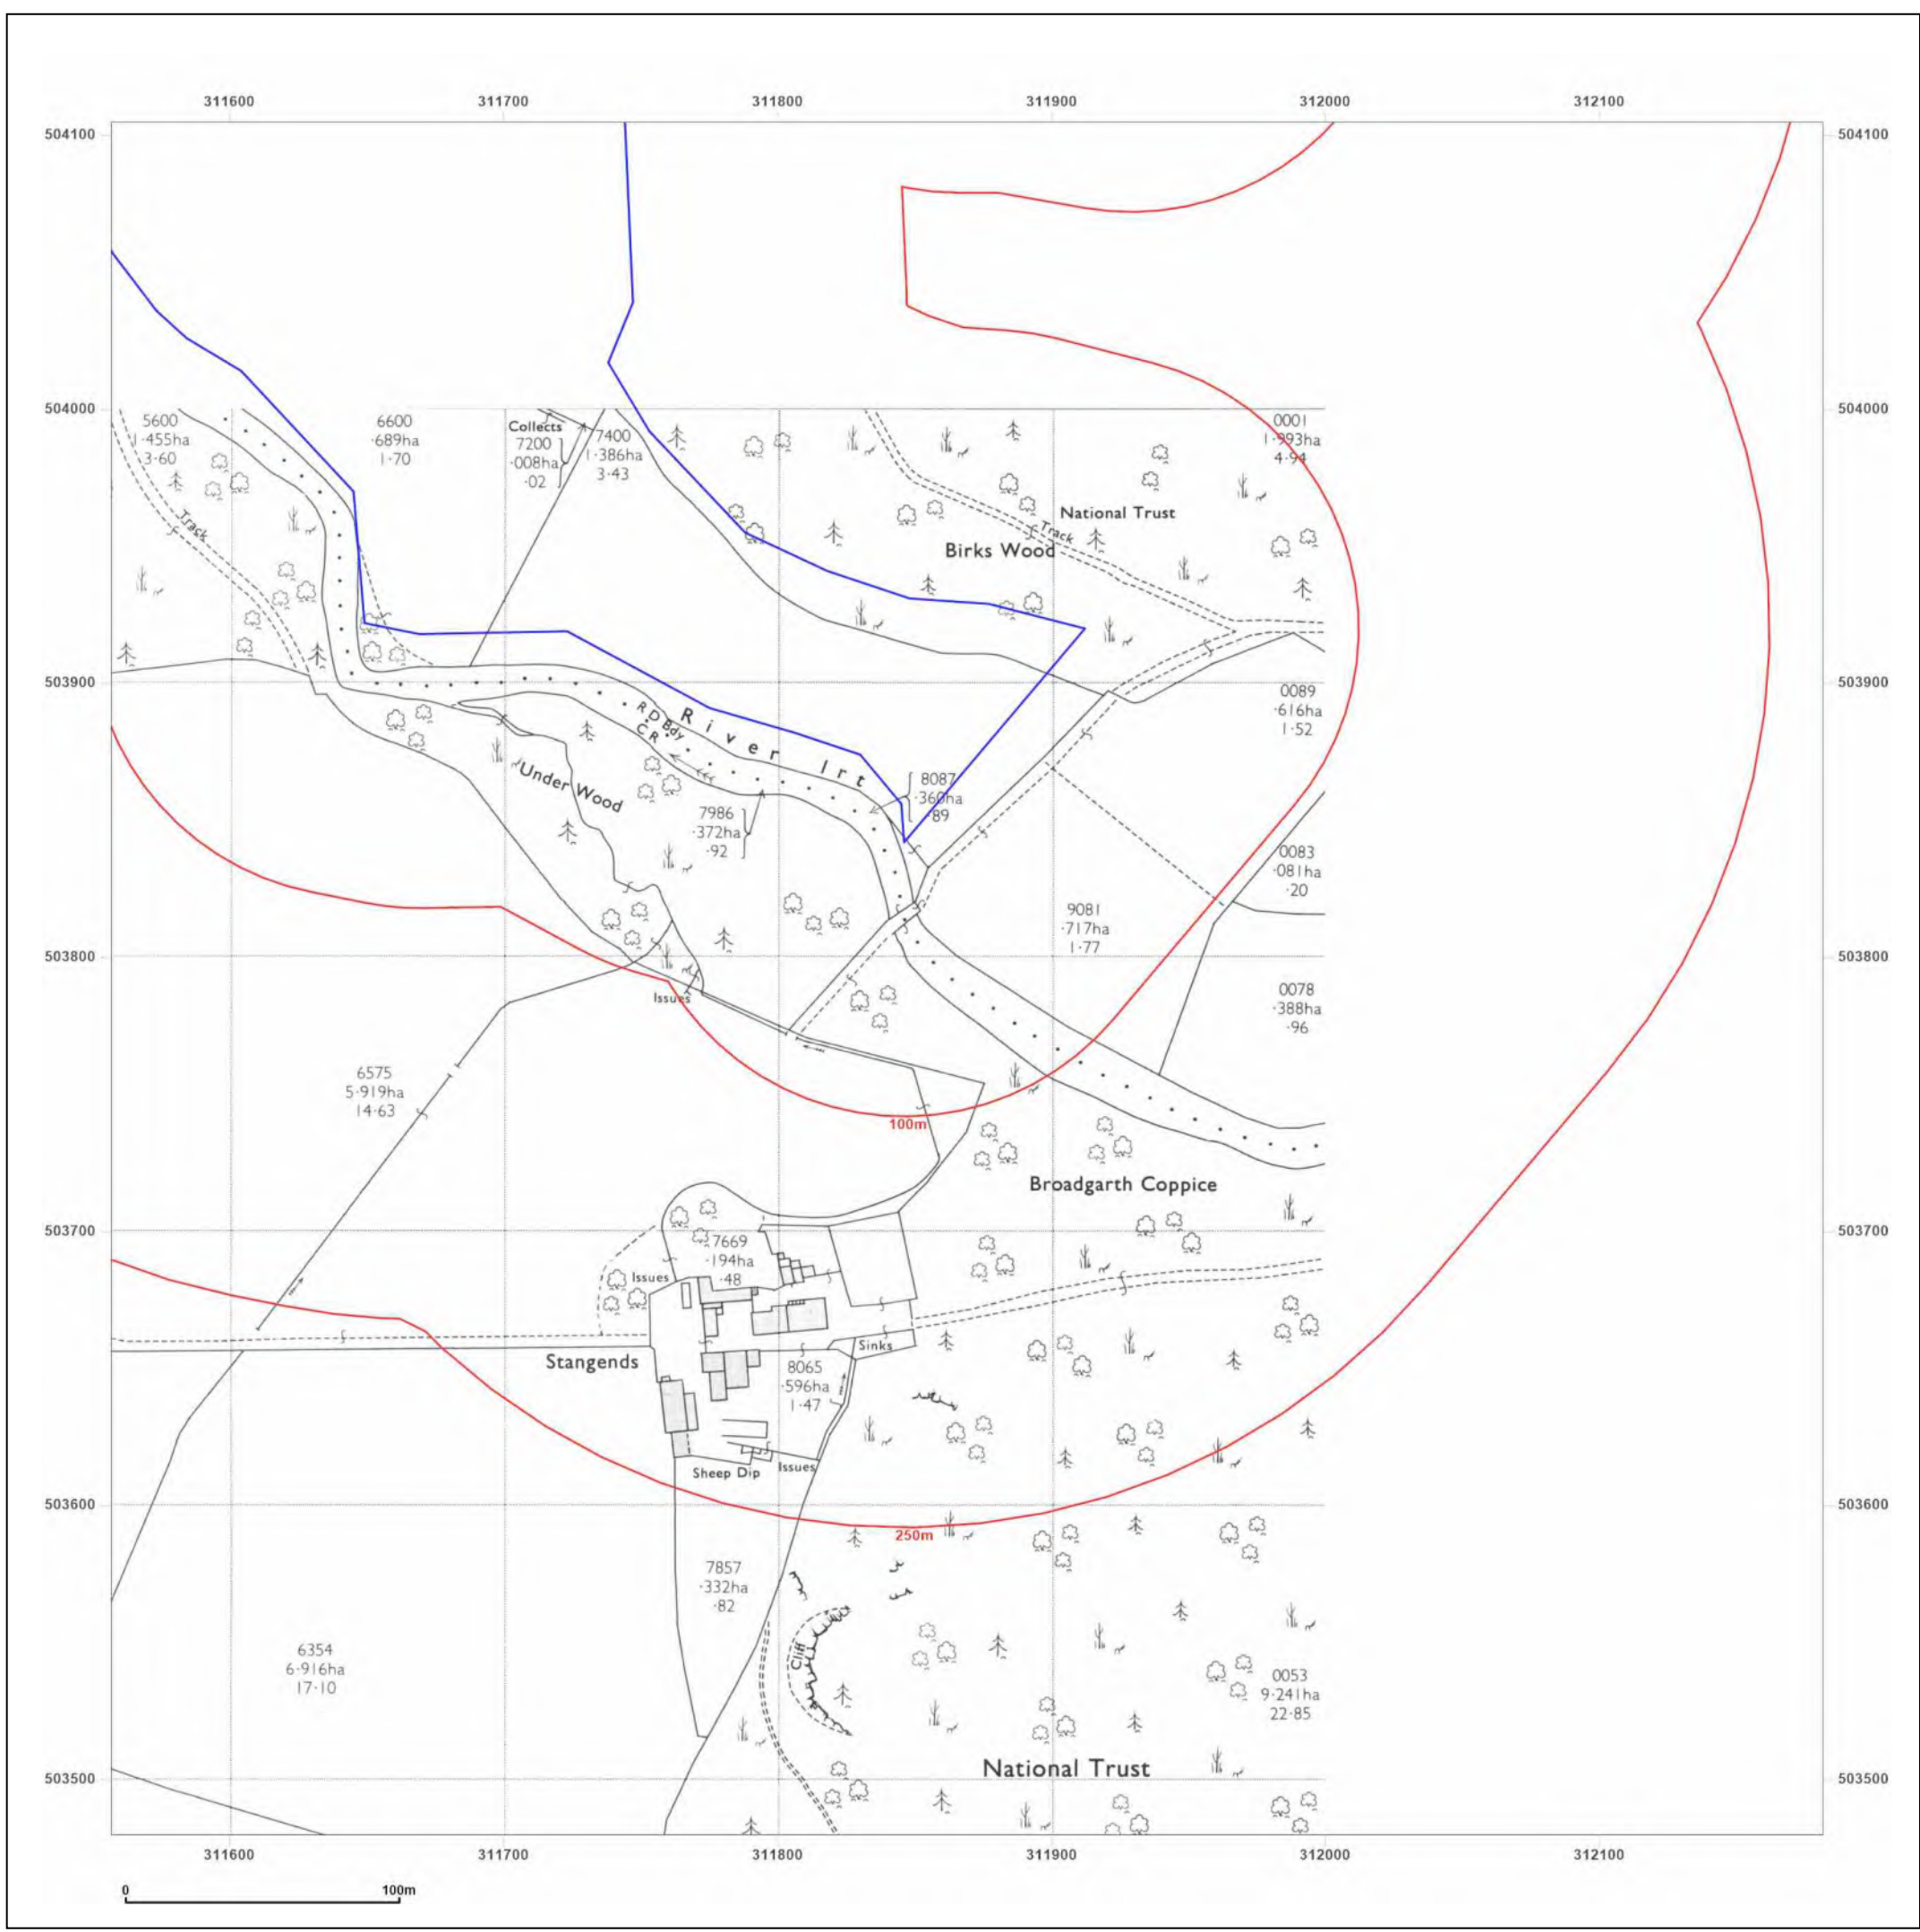 311600 311700 311800 311900 312000 312100
504100 504100
504000 504000
5600
1·455ha
3·60
6600
·689ha
1·70
Collects
7200
·008ha
·02
7400
1·386ha
3·43
0001
1·993ha
4·94
Track
National Trust
Track
Birks Wood
503900 503900
0089
·616ha
1·52
R D Bdy
C R
River Irt
Under Wood
8087
·360ha
·89
7986
·372ha
·92
0083
·081ha
·20
9081
·717ha
1·77
503800 503800
Issues
0078
·388ha
·96
6575
5·919ha
14·63
100m
Broadgarth Coppice
503700 503700
7669
·194ha
·48
Issues
Stangends
Sinks
8065
·596ha
1·47
Sheep Dip
Issues
503600 503600
250m
7857
·332ha
·82
Cliff
6354
6·916ha
17·10
0053
9·241ha
22·85
National Trust
503500 503500
311600 311700 311800 311900 312000 312100
0 100m